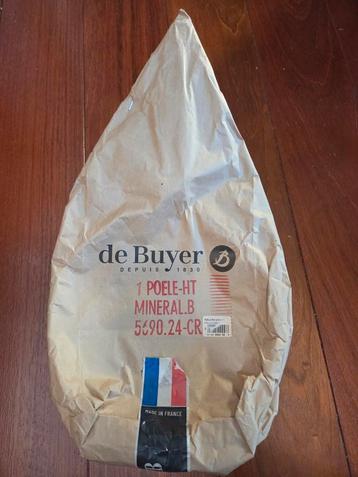 de Buyer
DEPUIS 1830
1 POELE-HT
MINERAL.B
5690.24-CR
MADE IN FRANCE
B